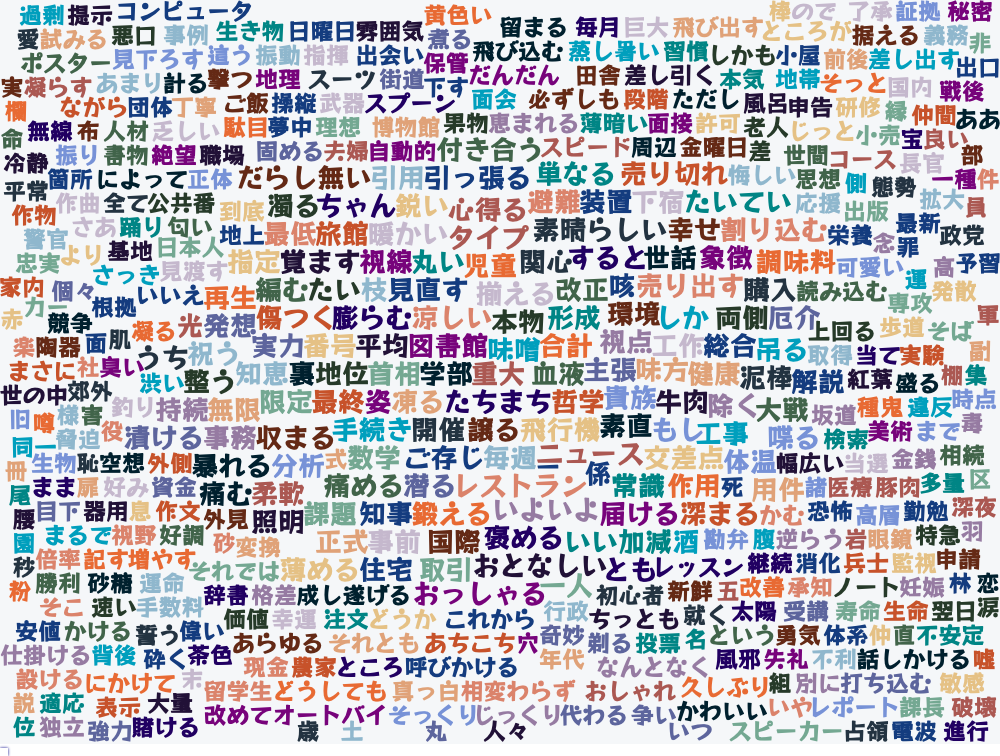 過剰 提示 コンピュータ 黄色い 留まる 毎月 巨大 飛び出す ところが 棒 ので 了承 証拠 秘密
愛 試みる 悪口 事例 生き物 日曜日 雰囲気 煮る 飛び込む 蒸し暑い 習慣 しかも 小屋 据える 義務 非
ポスター 見下ろす 違う 振動 指揮 出会い 保管 前後 差し出す 出口
実 凝らす あまり 計る 撃つ 地理 スーツ 街道 下す だんだん 田舎 差し引く 本気 地帯 そっと 国内 戦後
欄 ながら 団体 丁寧 ご飯 操縦 武器 スプーン 面会 必ずしも 段階 ただし 風呂 申告 研修 縁 仲間 ああ
命 無線 布 人材 乏しい 駄目 夢中 理想 博物館 果物 恵まれる 薄暗い 面接 許可 老人 じっと 小売 宝 良い
冷静 振り 書物 絶望 職場 固める 夫婦 自動的 付き合う スピード 周辺 金曜日 差 世間 コース 長官 部
平常 箇所 によって 正体 だらし無い 引用 引っ張る 単なる 売り切れ 悔しい 思想 側 態勢 一種 件
作物 作曲 全て 公共 番 到底 濁る ちゃん 鋭い 心得る 避難 装置 下宿 たいてい 応援 出版 拡大 員
警官 さあ 踊り 匂い 地上 最低 旅館 暖かい タイプ 素晴らしい 幸せ 割り込む 栄養 念 最新 罪 政党
忠実 より 基地 日本人 指定 覚ます 視線 丸い 児童 関心 すると 世話 象徴 調味料 可愛い 運 高 予習
家内 個々 さっき 見渡す 編む たい 枝 見直す 揃える 改正 咳 売り出す 購入 読み込む 専攻 発散
赤 力 根拠 いいえ 再生 傷つく 膨らむ 涼しい 本物 形成 環境 しか 両側 厄介 上回る 歩道 そば 軍
楽 競争 陶器 面 肌 凝る 光 発想 実力 番号 平均 図書館 味噌 合計 視点 工作 総合 吊る 取得 当て 実験 副
まさに 社 臭い うち 祝う 知恵 裏 地位 首相 学部 重大 血液 主張 味方 健康 泥棒 解説 紅葉 盛る 棚 集
世の中 郊外 渋い 整う 限定 最終 姿 凍る たちまち 哲学 貴族 牛肉 除く 大戦 坂道 種 鬼 違反 時点
旧 噂 様 害 釣り 持続 無限 手続き 開催 譲る 飛行機 素直 もし 工事 喋る 検索 美術 まで 毒
同一 脅迫 役 漬ける 事務 収まる 数学 ご存じ 毎週 ニュース 交差点 体温 幅広い 当選 金銭 相続
冊 生物 恥 空想 外側 暴れる 分析 式 係 常識 作用 死 用件 諸 医療 豚肉 多量 区
尾 まま 扉 好み 資金 痛む 柔軟 痛める 潜る レストラン
腰 目下 器用 息 作文 外見 照明 課題 知事 鍛える いよいよ 届ける 深まる かむ 恐怖 高層 勤勉 深夜
園 まるで 視野 好調 砂 変換 正式 事前 国際 褒める いい加減 酒 勘弁 腹 逆らう 岩 眼鏡 特急 羽
秒 倍率 記す 増やす それでは 薄める 住宅 取引 おとなしい とも レッスン 継続 消化 兵士 監視 申請
粉 勝利 砂糖 運命 辞書 格差 成し遂げる おっしゃる 一人 初心者 新鮮 五 改善 承知 ノート 妊娠 林 恋
そこ 速い 手数料 価値 幸運 注文 どうか これから 行政 ちっとも 就く 太陽 受講 寿命 生命 翌日 涙
安値 かける 誓う 偉い あらゆる それとも あちこち 穴 奇妙 剃る 投票 名 という 勇気 体系 仲 直 不安定
仕掛ける 背後 砕く 茶色 現金 農家 ところ 呼びかける 年代 なんとなく 風邪 失礼 不利 話しかける 嘘
設ける にかけて 末 留学生 どうしても 真っ白 相変わらず おしゃれ 久しぶり 組 別に 打ち込む 敏感
説 適応 表示 大量 改めて オートバイ そっくり じっくり 代わる 争い かわいい いや レポート 課長 破壊
位 独立 強力 賭ける 歳 土 丸 人々 いつ スピーカー 占領 電波 進行